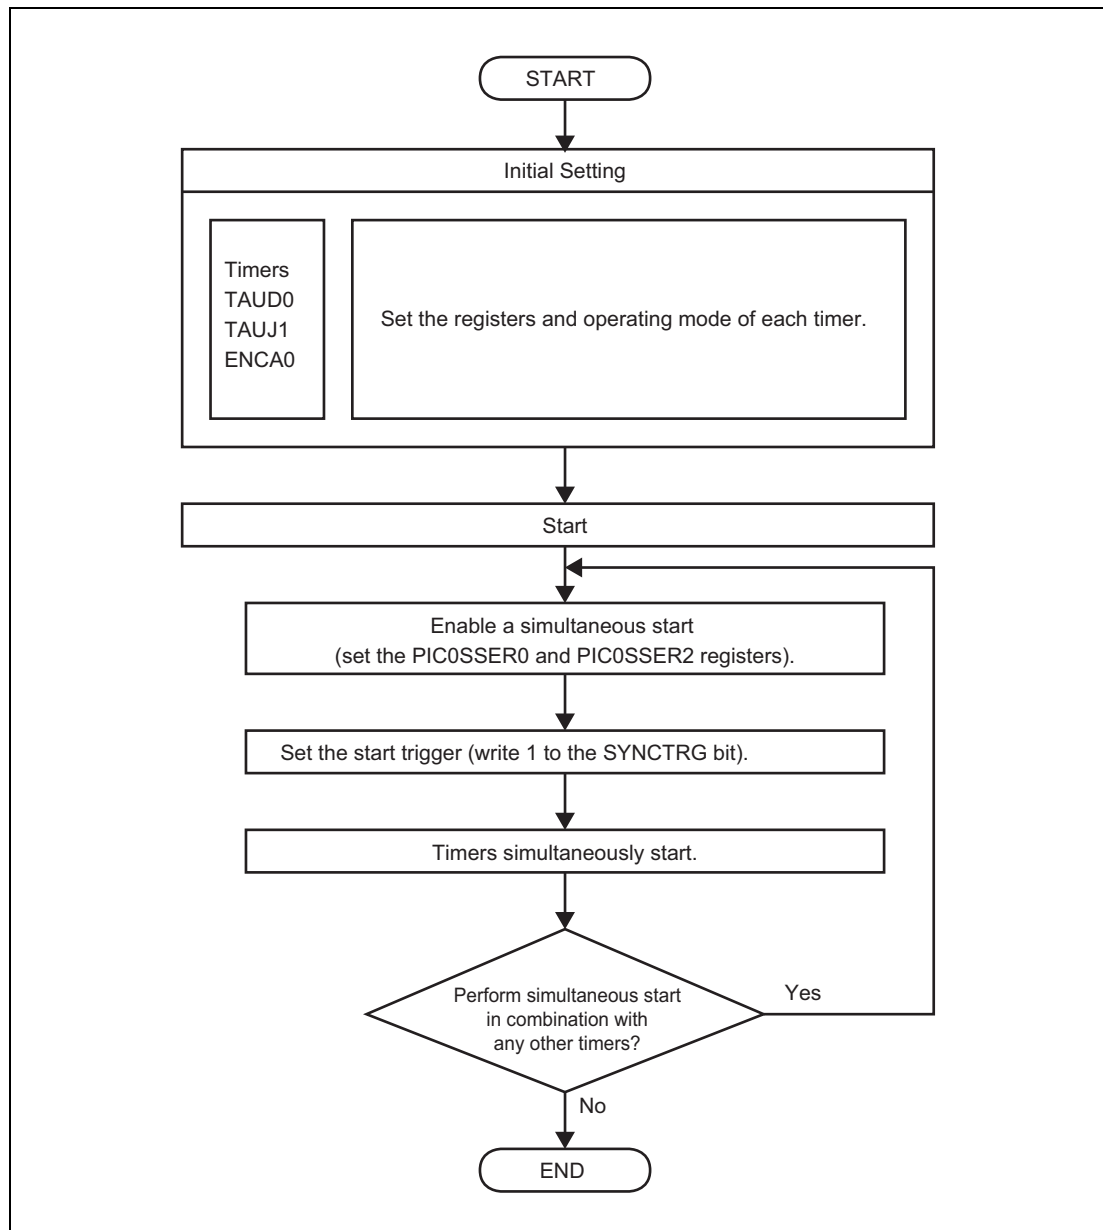 START
Initial Setting
Timers
TAUD0
TAUJ1
ENCA0
Set the registers and operating mode of each timer.
Start
Enable a simultaneous start
(set the PIC0SSER0 and PIC0SSER2 registers).
Set the start trigger (write 1 to the SYNCTRG bit).
Timers simultaneously start.
Perform simultaneous start
in combination with
any other timers?
Yes
No
END